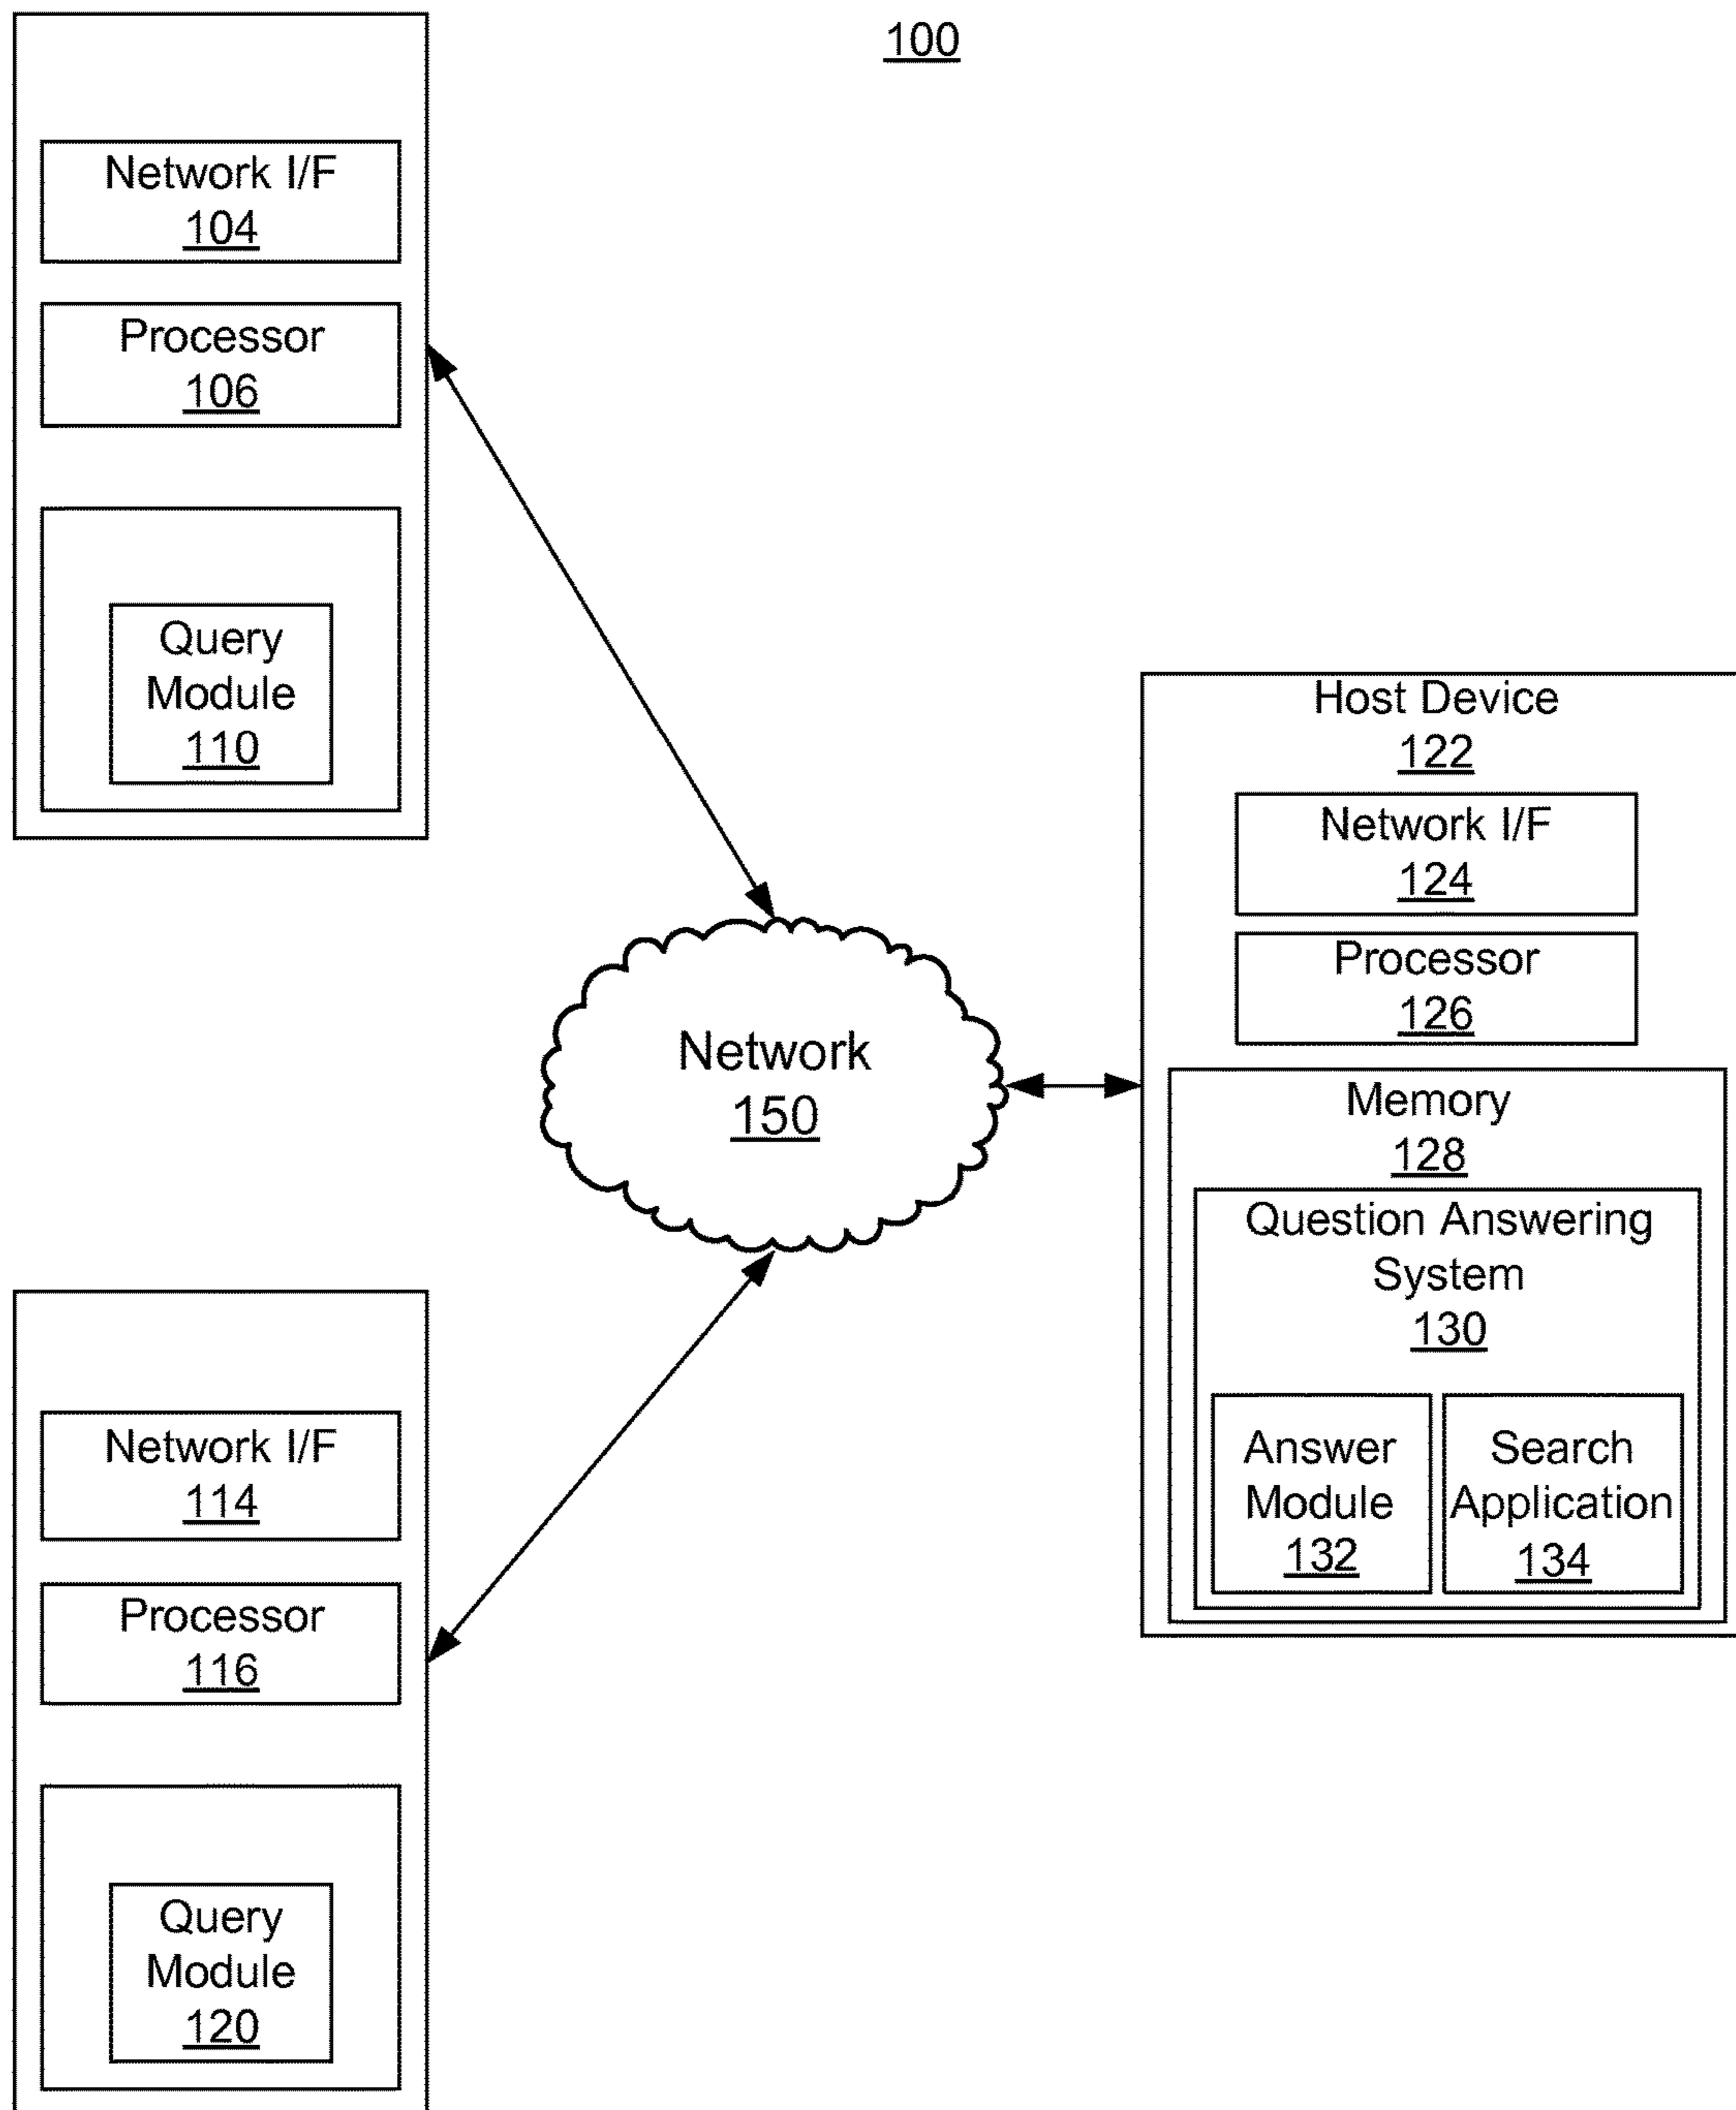 100
Network I/F
104
Processor
106
Query
Module
110
Network
150
Host Device
122
Network I/F
124
Processor
126
Memory
128
Question Answering
System
130
Answer
Module
132
Search
Application
134
Network I/F
114
Processor
116
Query
Module
120